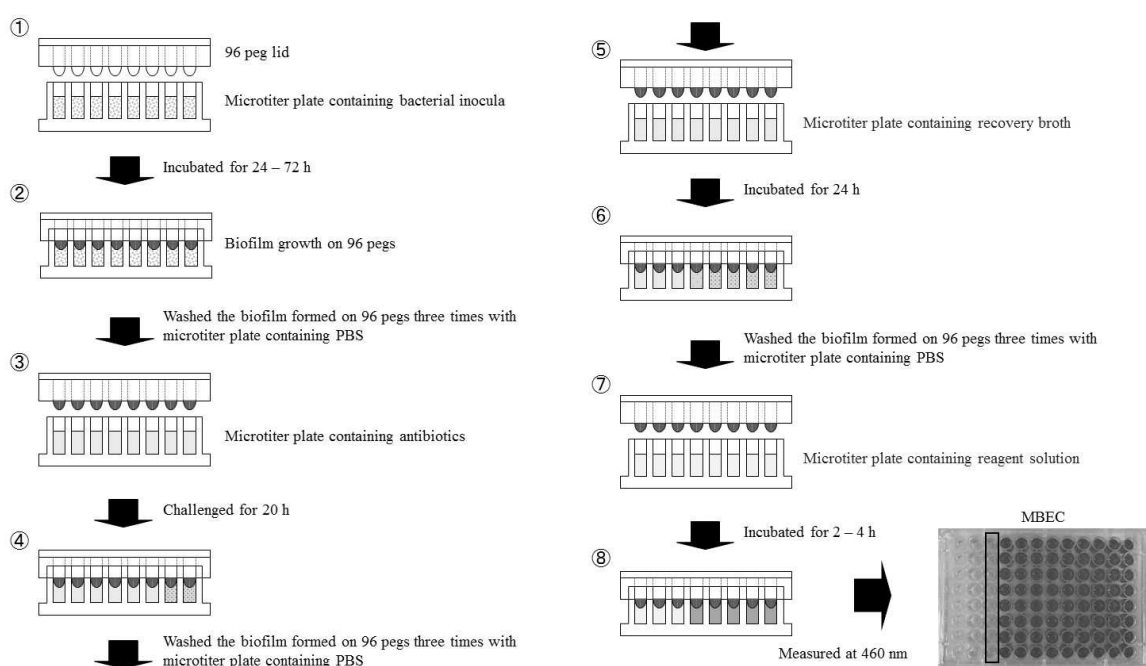 ①
96 peg lid
Microtiter plate containing bacterial inocula
Incubated for 24 – 72 h
②
Biofilm growth on 96 pegs
Washed the biofilm formed on 96 pegs three times with
microtiter plate containing PBS
③
Microtiter plate containing antibiotics
Challenged for 20 h
④
Washed the biofilm formed on 96 pegs three times with
microtiter plate containing PBS
⑤
Microtiter plate containing recovery broth
Incubated for 24 h
⑥
Washed the biofilm formed on 96 pegs three times with
microtiter plate containing PBS
⑦
Microtiter plate containing reagent solution
Incubated for 2 – 4 h
⑧
Measured at 460 nm
MBEC